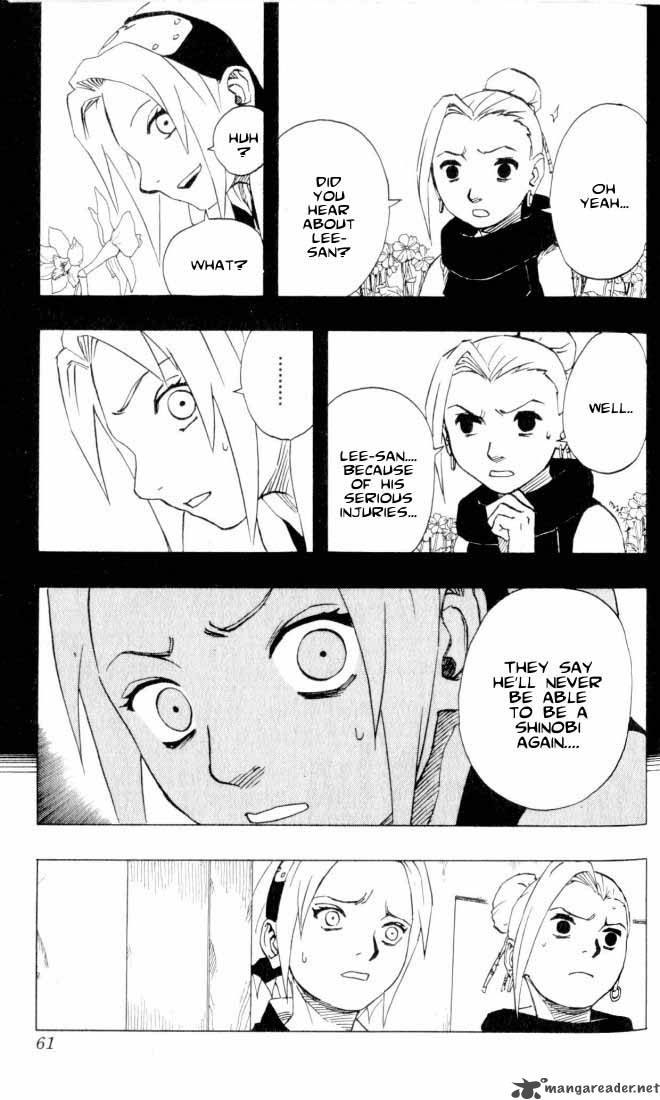 OH
YEAH...
DID
YOU
HEAR
ABOUT
LEE-
SAN?
HUH
?
WHAT?
WELL..
LEE-SAN....
BECAUSE
OF HIS
SERIOUS
INJURIES...
.........
THEY SAY
HE'LL NEVER
BE ABLE
TO BE A
SHINOBI
AGAIN....
61
mangareader.net